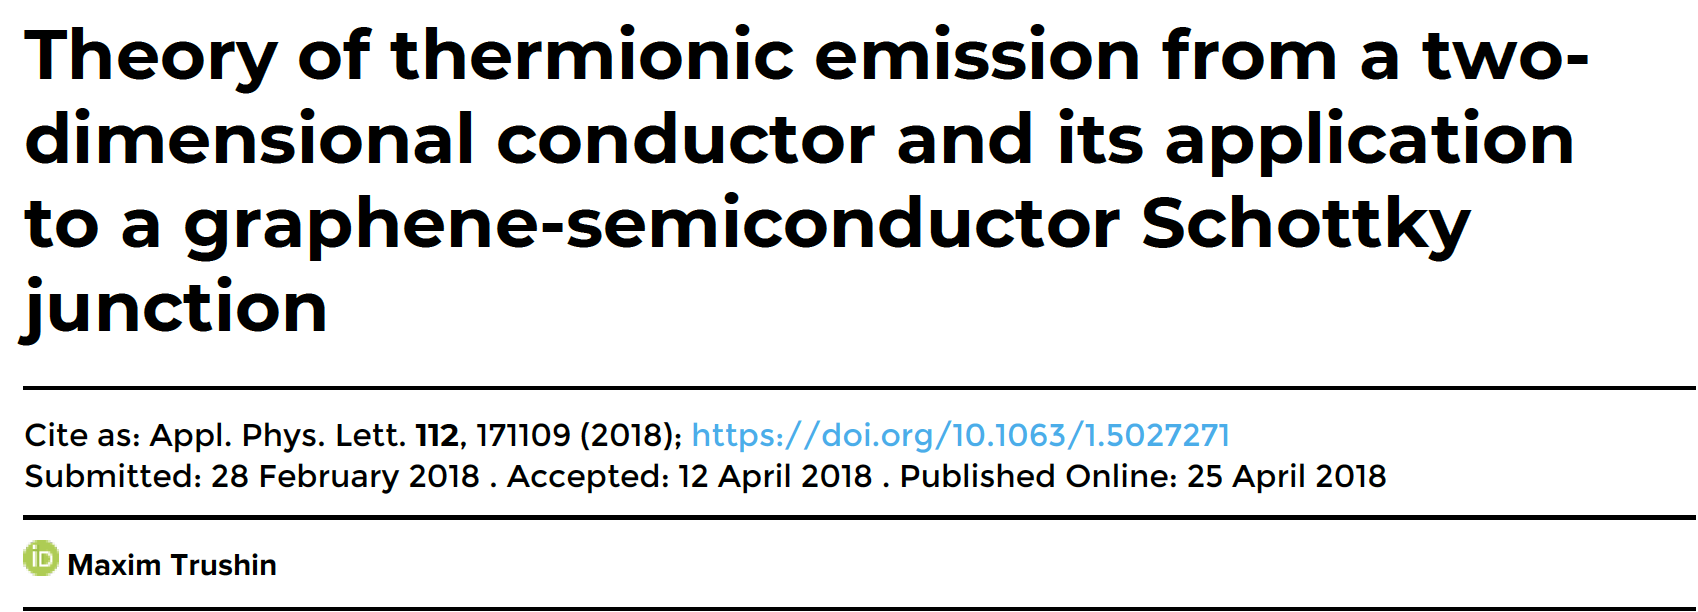 Theory of thermionic emission from a two-
dimensional conductor and its application
to a graphene-semiconductor Schottky
junction
Cite as: Appl. Phys. Lett. 112, 171109 (2018); https://doi.org/10.1063/1.5027271
Submitted: 28 February 2018 . Accepted: 12 April 2018 . Published Online: 25 April 2018
iD Maxim Trushin